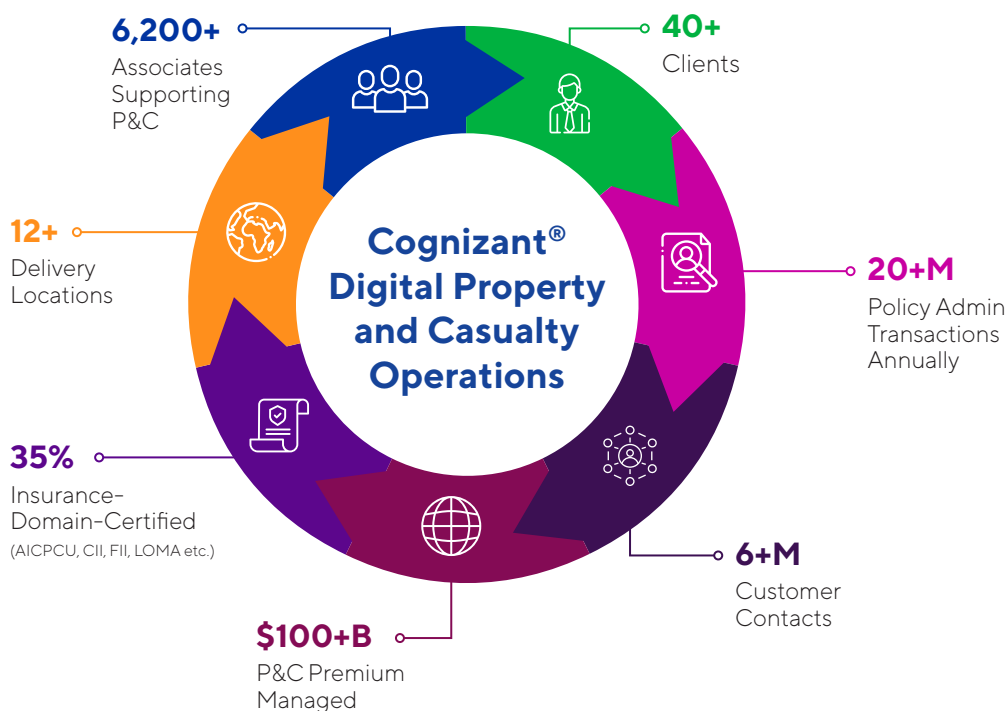 6,200+
Associates
Supporting
P&C
40+
Clients
20+M
Policy Admin
Transactions
Annually
6+M
Customer
Contacts
$100+B
P&C Premium
Managed
35%
Insurance-
Domain-Certified
(AICPCU, CII, FII, LOMA etc.)
12+
Delivery
Locations
Cognizant®
Digital Property
and Casualty
Operations